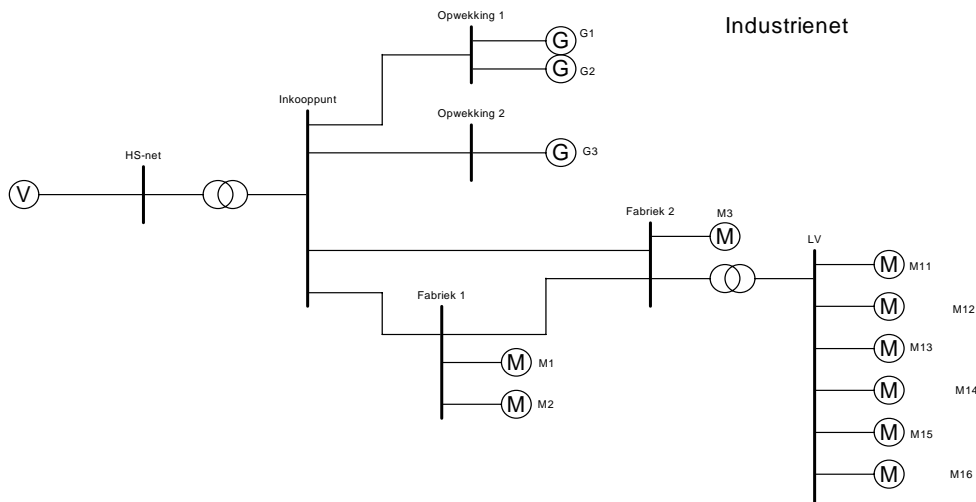 Industrienet
Opwekking 1
G G1
G G2
Inkooppunt
Opwekking 2
G G3
HS-net
V
Fabriek 2
M3
M
LV
M M11
M M12
M M13
M M14
M M15
M M16
Fabriek 1
M M1
M M2